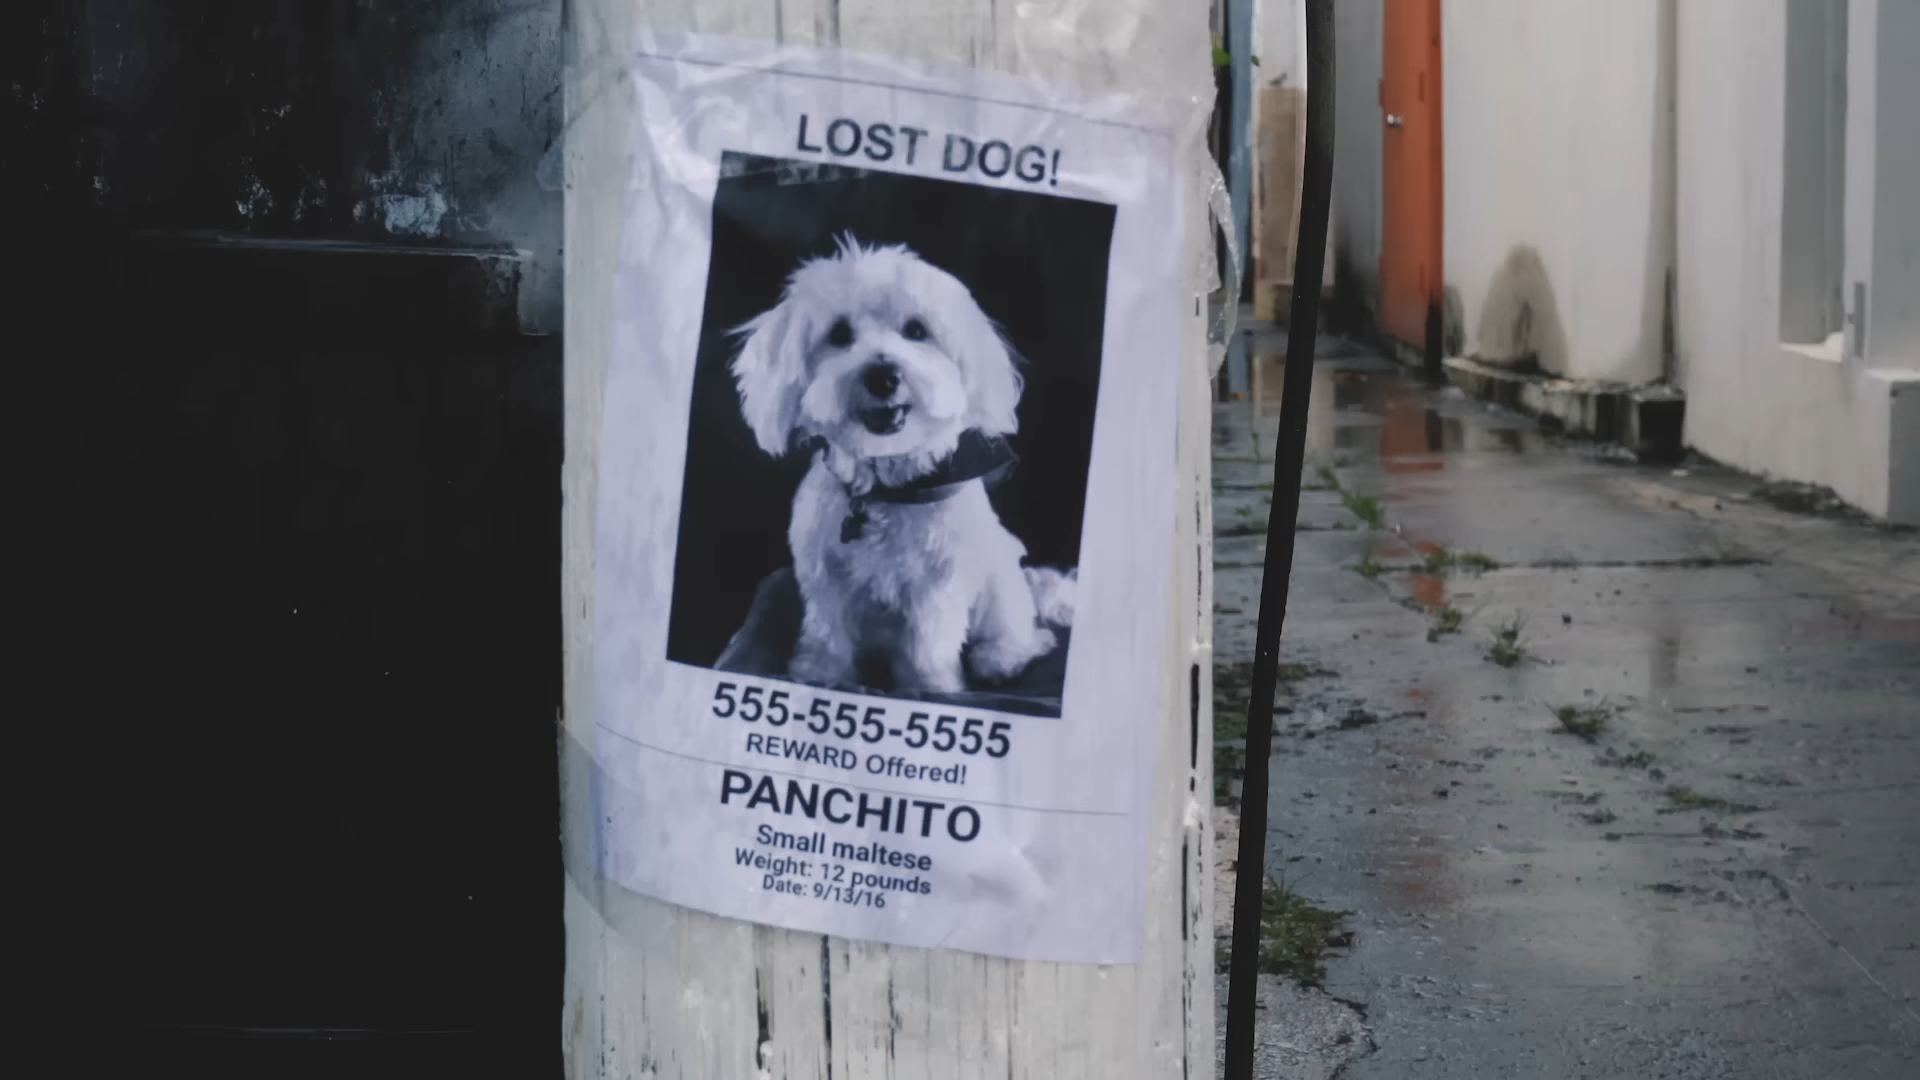 LOST DOG!
555-555-5555
REWARD Offered!
PANCHITO
Small maltese
Weight: 12 pounds
Date: 9/13/16